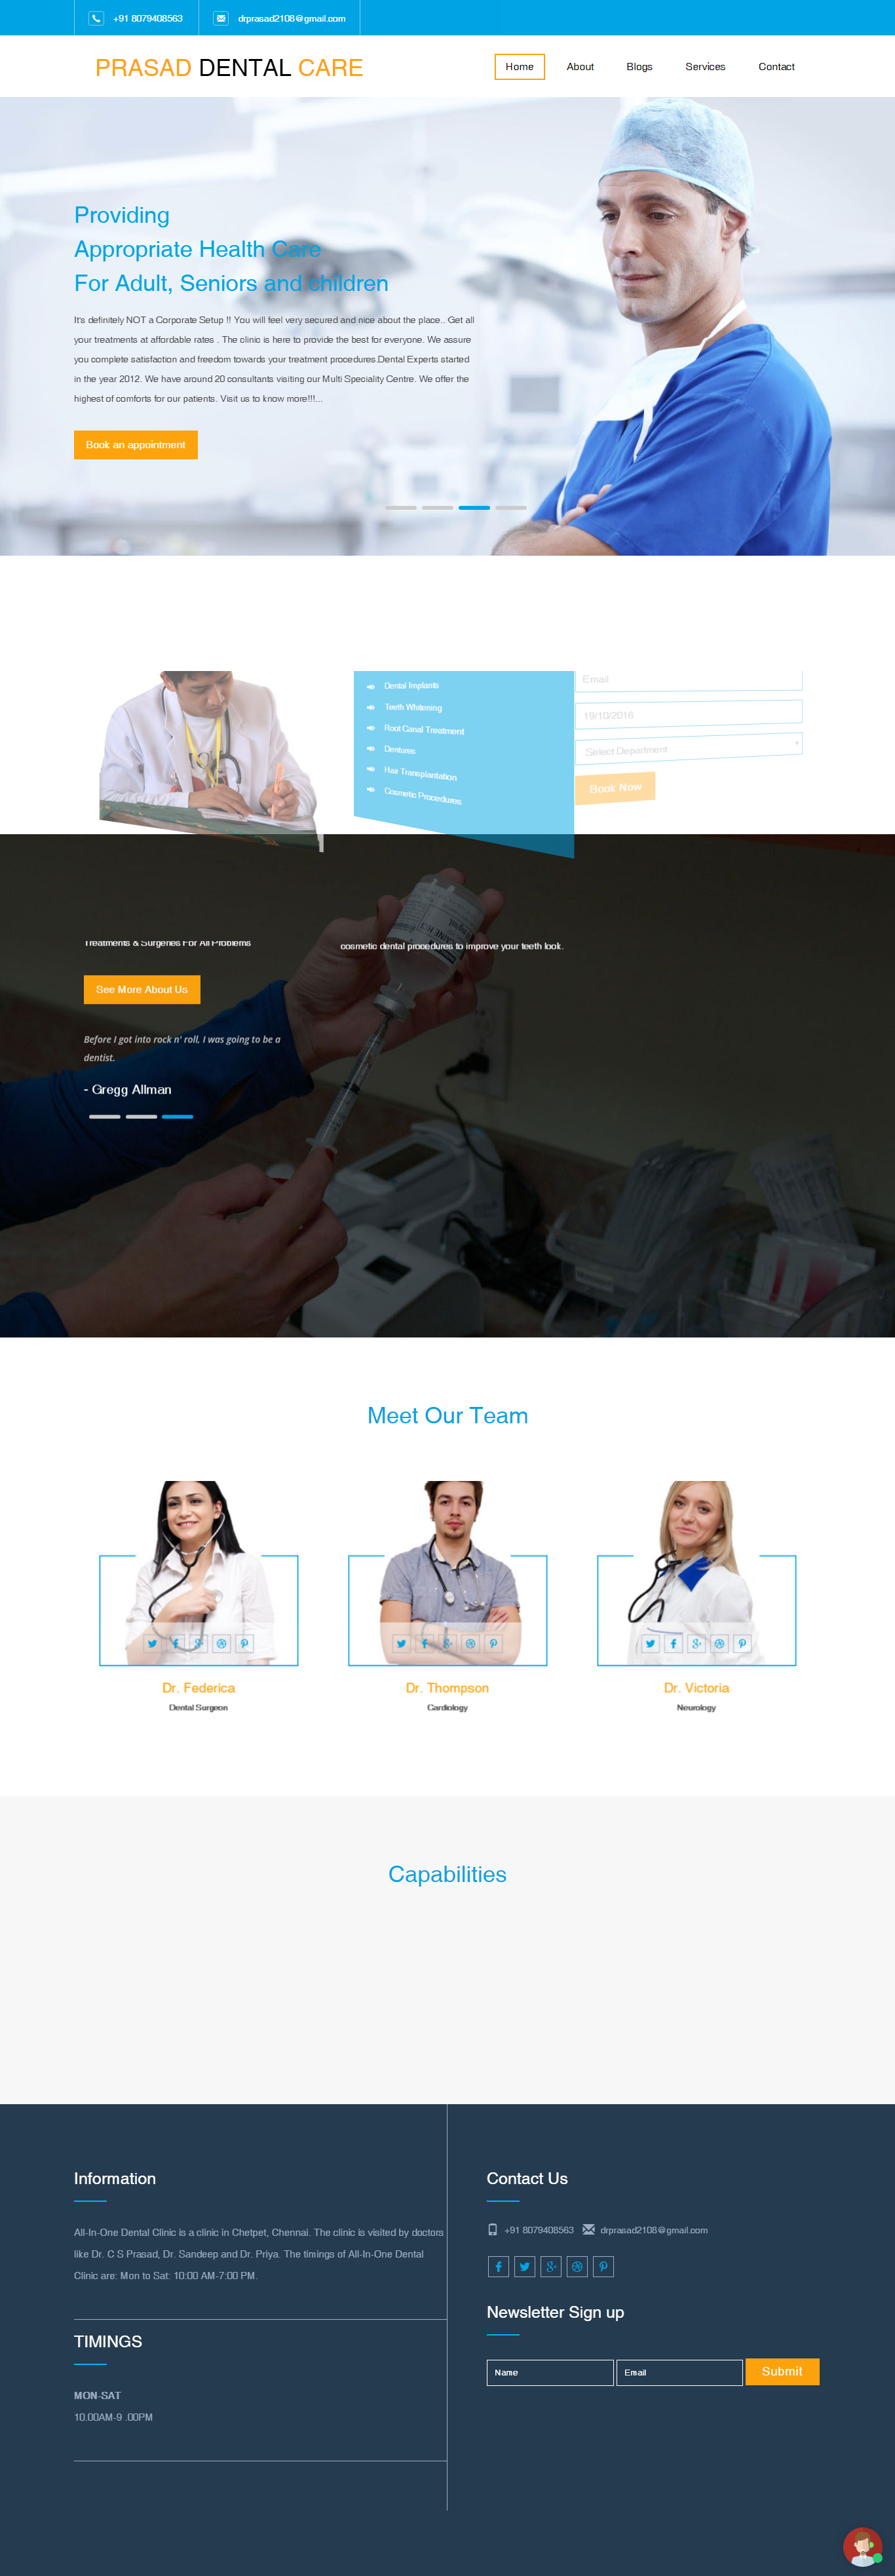 +91 8079408563
drprasad2108@gmail.com
PRASAD DENTAL CARE
Home
About
Blogs
Services
Contact
Providing
Appropriate Health Care
For Adult, Seniors and children
It's definitely NOT a Corporate Setup !! You will feel very secured and nice about the place.. Get all
your treatments at affordable rates . The clinic is here to provide the best for everyone. We assure
you complete satisfaction and freedom towards your treatment procedures.Dental Experts started
in the year 2012. We have around 20 consultants visiting our Multi Speciality Centre. We offer the
highest of comforts for our patients. Visit us to know more!!!...
Book an appointment
Dental Implants
Teeth Whitening
Root Canal Treatment
Dentures
Hair Transplantation
Cosmetic Procedures
Email
19/10/2016
Select Department
Book Now
Treatments & Surgeries For All Problems
cosmetic dental procedures to improve your teeth look.
See More About Us
Before I got into rock n' roll, I was going to be a
dentist.
- Gregg Allman
Meet Our Team
Dr. Federica
Dental Surgeon
Dr. Thompson
Cardiology
Dr. Victoria
Neurology
Capabilities
Information
All-In-One Dental Clinic is a clinic in Chetpet, Chennai. The clinic is visited by doctors
like Dr. C S Prasad, Dr. Sandeep and Dr. Priya. The timings of All-In-One Dental
Clinic are: Mon to Sat: 10:00 AM-7:00 PM.
TIMINGS
MON-SAT
10.00AM-9 .00PM
Contact Us
+91 8079408563
drprasad2108@gmail.com
Newsletter Sign up
Name
Email
Submit